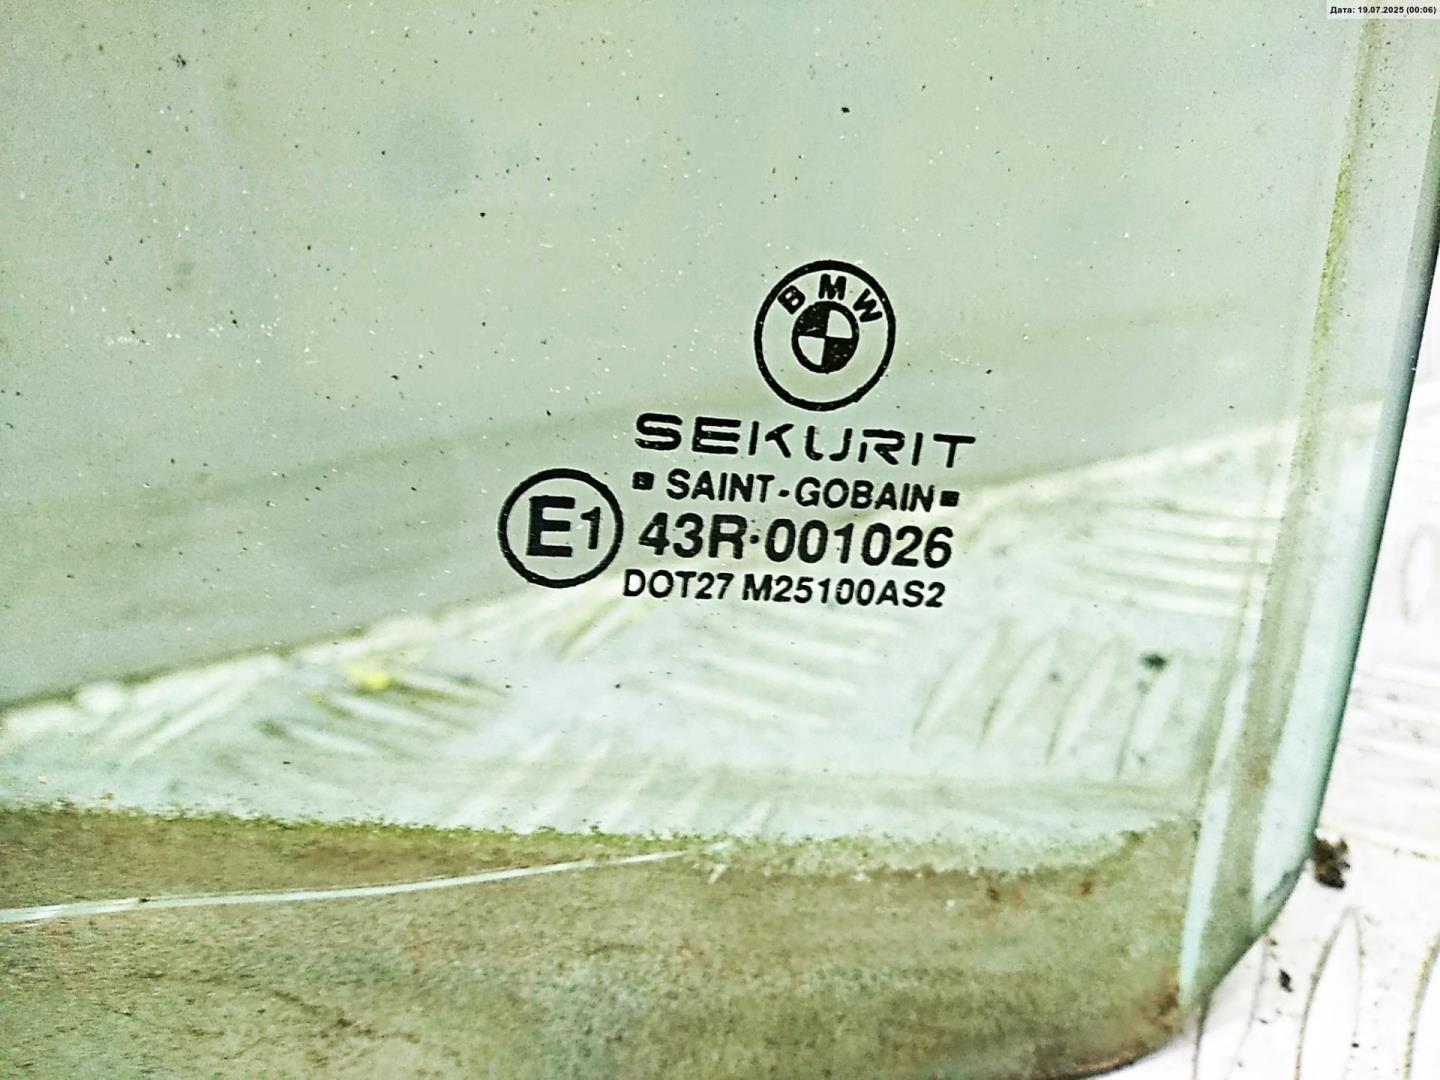 Дата: 19.07.2025 (00:06)
BMW
SEKURIT
SAINT-GOBAIN
E1 43R·001026
DOT27 M25100AS2